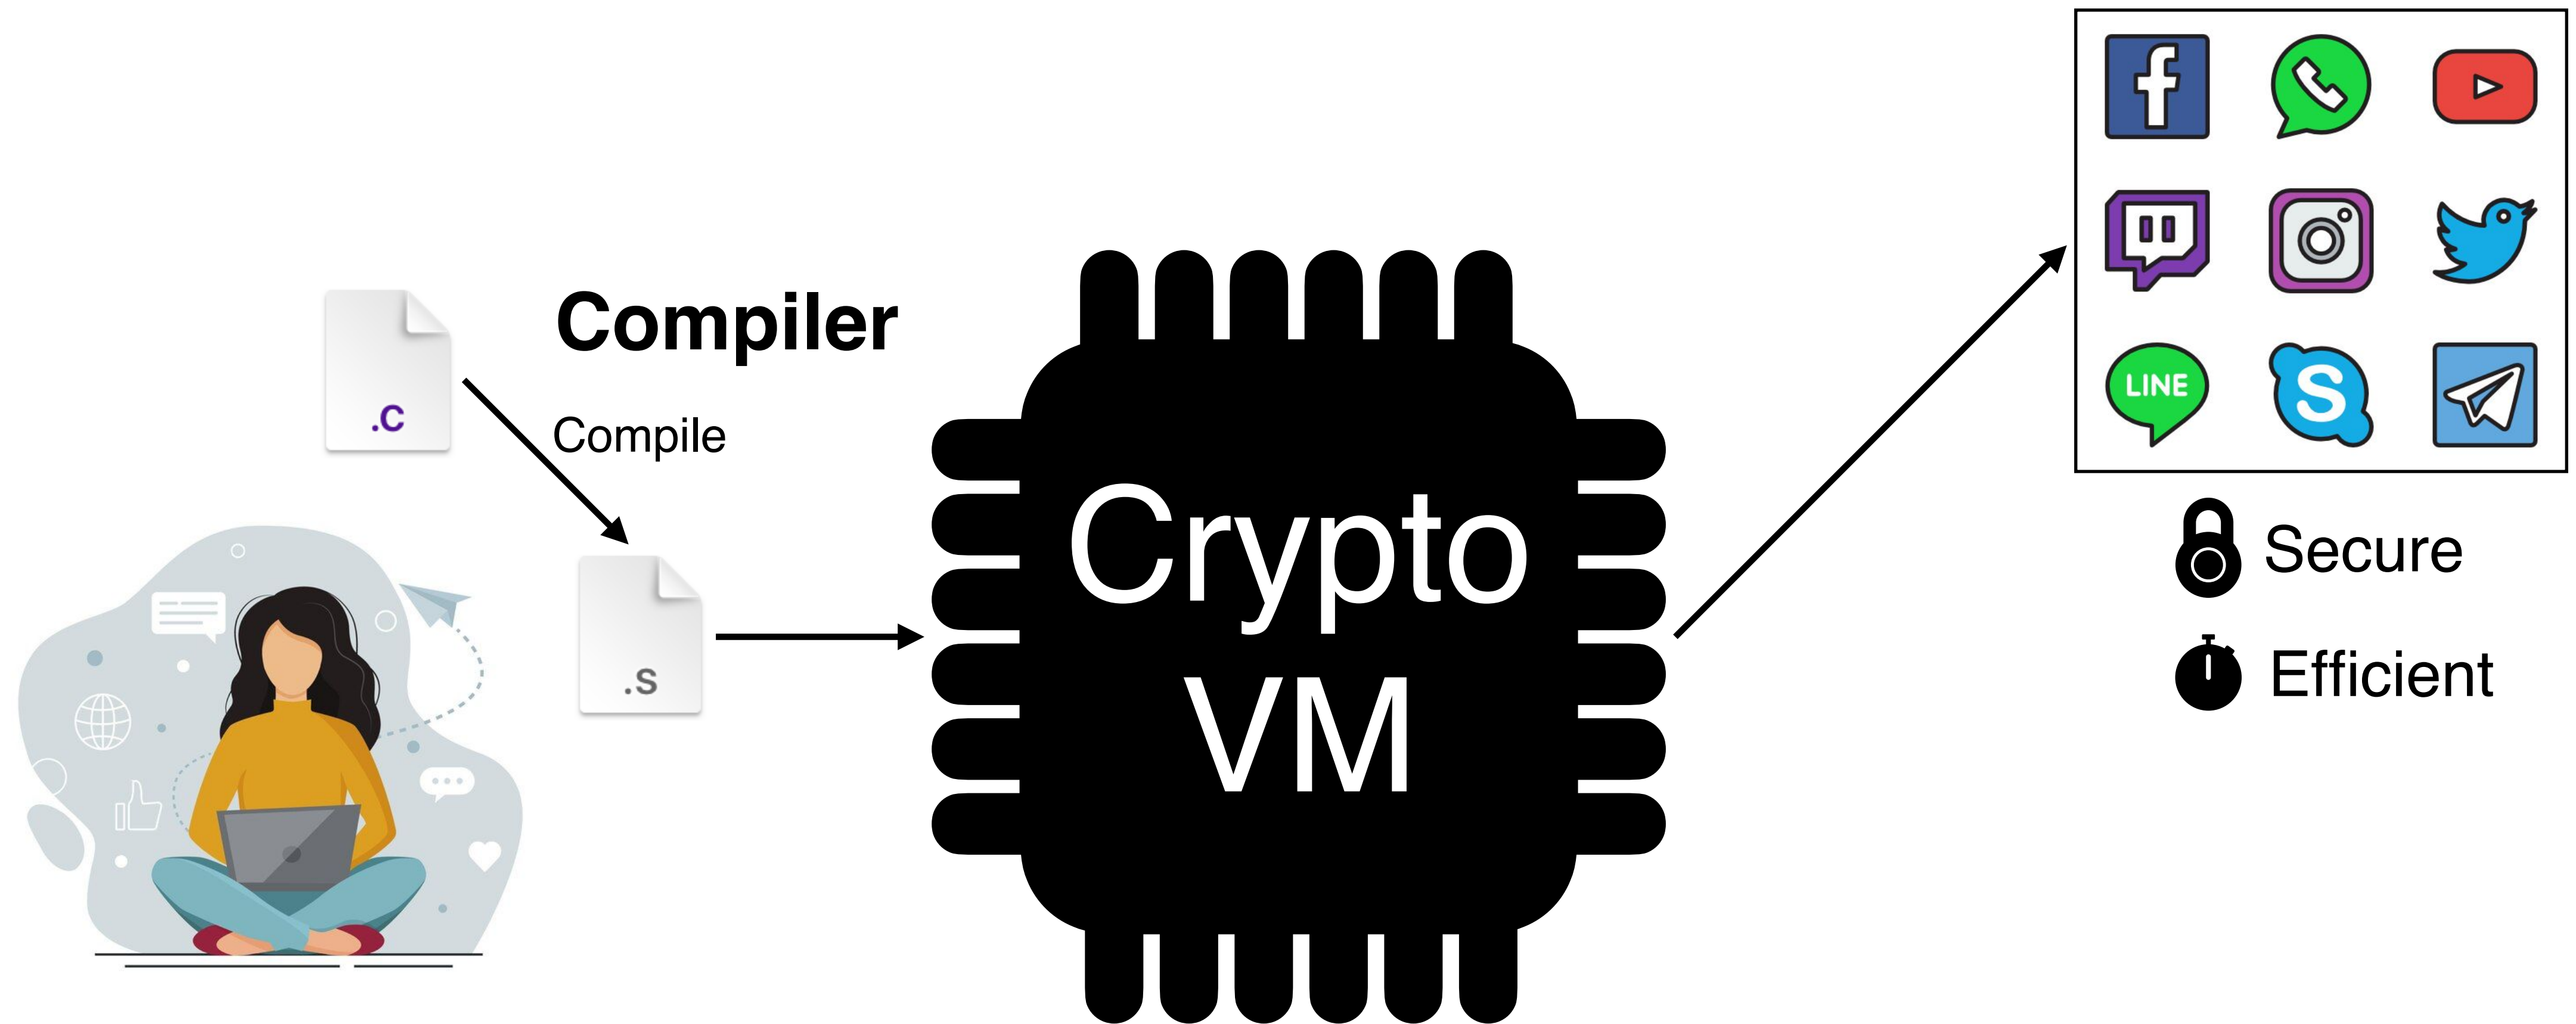 Compiler
.C
Compile
.S
Crypto
VM
f
LINE
S
Secure
Efficient